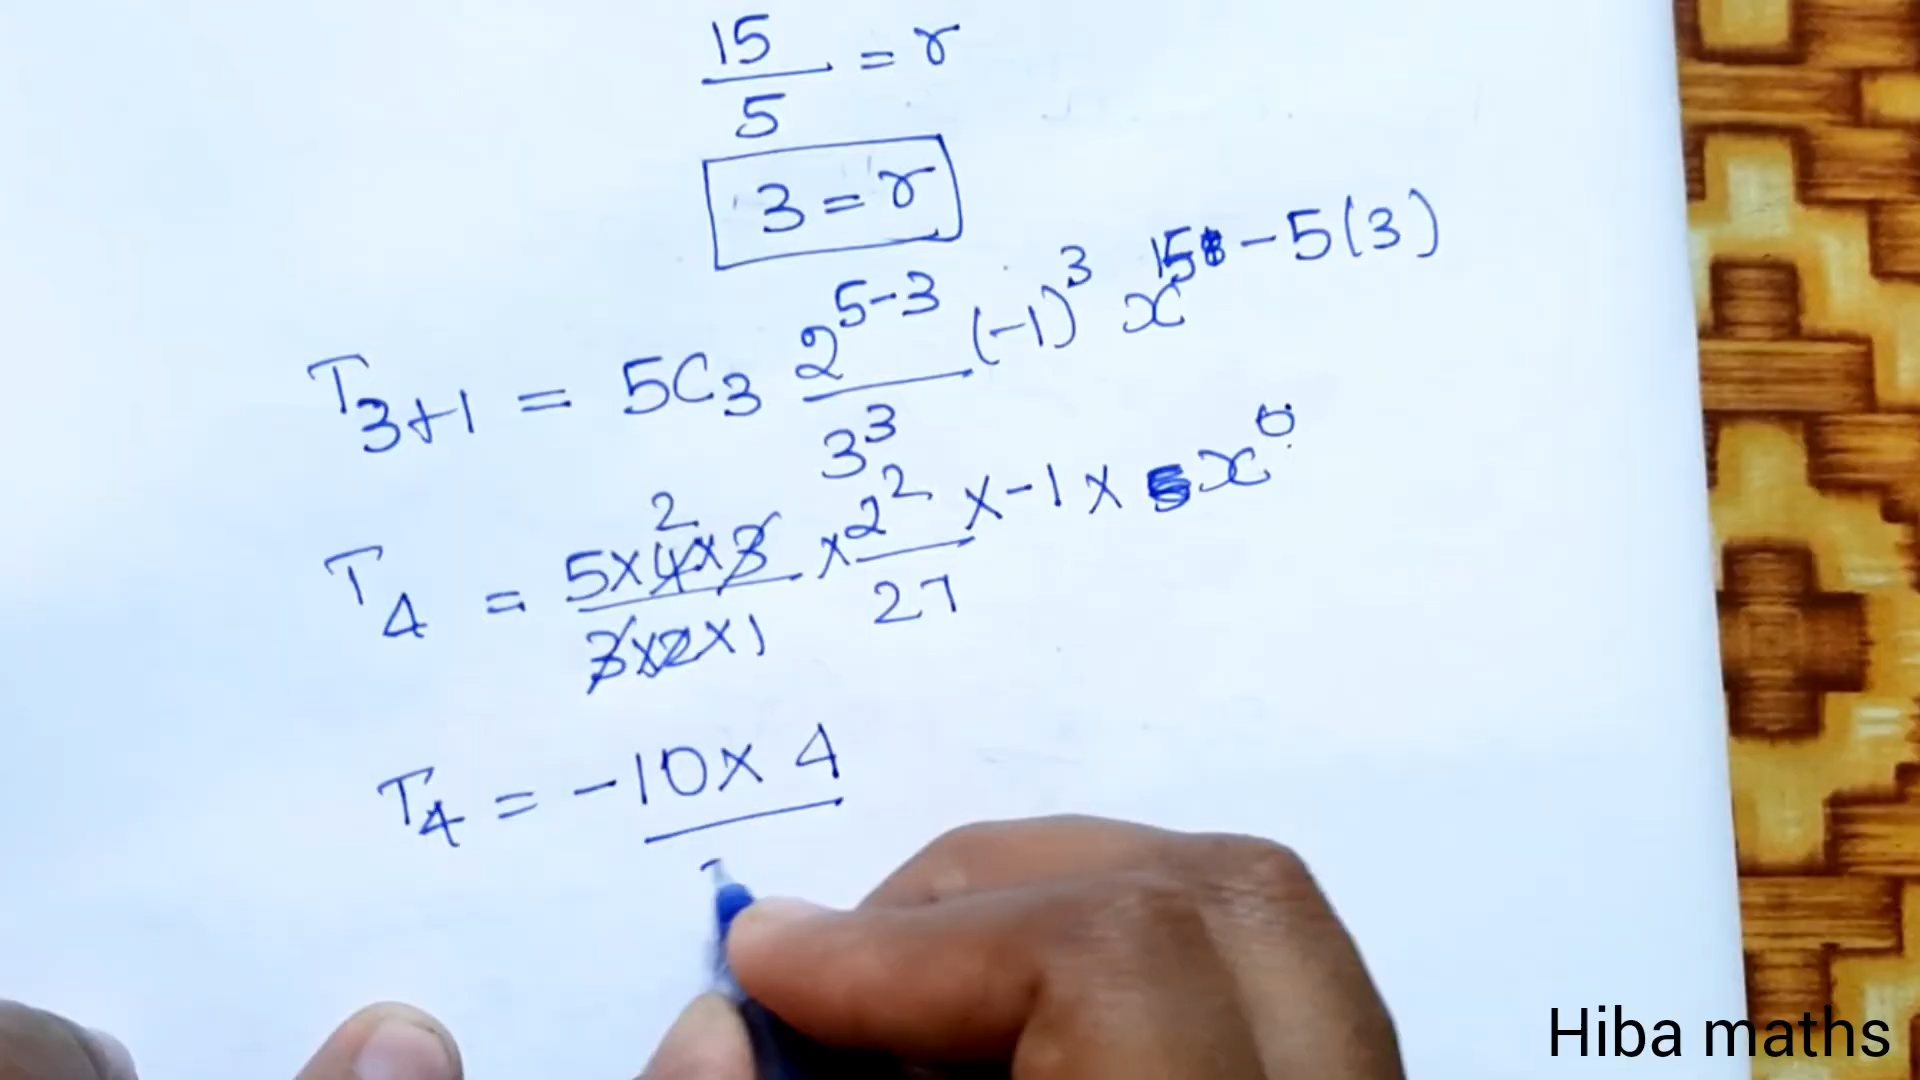 15/5 = r
3 = r
T3+1 = 5C3 2^5-3/3^3 (-1)^3 x^15-5(3)
T4 = 5×4×3/3×2×1 × 2^2/27 × -1 × x^0
2
T4 = -10 × 4
Hiba maths